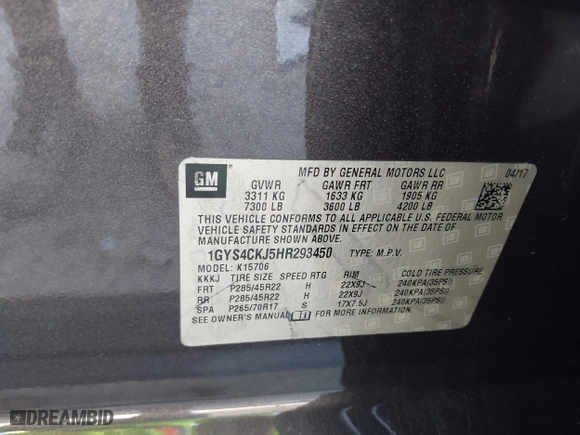 GM
MFD BY GENERAL MOTORS LLC 04/17
GVWR GAWR FRT GAWR RR
3311 KG 1633 KG 1905 KG
7300 LB 3600 LB 4200 LB
THIS VEHICLE CONFORMS TO ALL APPLICABLE U.S. FEDERAL MOTOR
VEHICLE SAFETY STANDARDS IN EFFECT ON THE DATE OF
MANUFACTURE SHOWN ABOVE.
1GYS4CKJ5HR293450 TYPE: M.P.V.
MODEL: K15706
KKKJ TIRE SIZE SPEED RTG RIM COLD TIRE PRESSURE
FRT P285/45R22 H 22X9J 240KPA(35PSI)
RR P285/45R22 H 22X9J 240KPA(35PSI)
SPA P265/70R17 S 17X7.5J 240KPA(35PSI)
SEE OWNER'S MANUAL FOR MORE INFORMATION.
DREAMBID